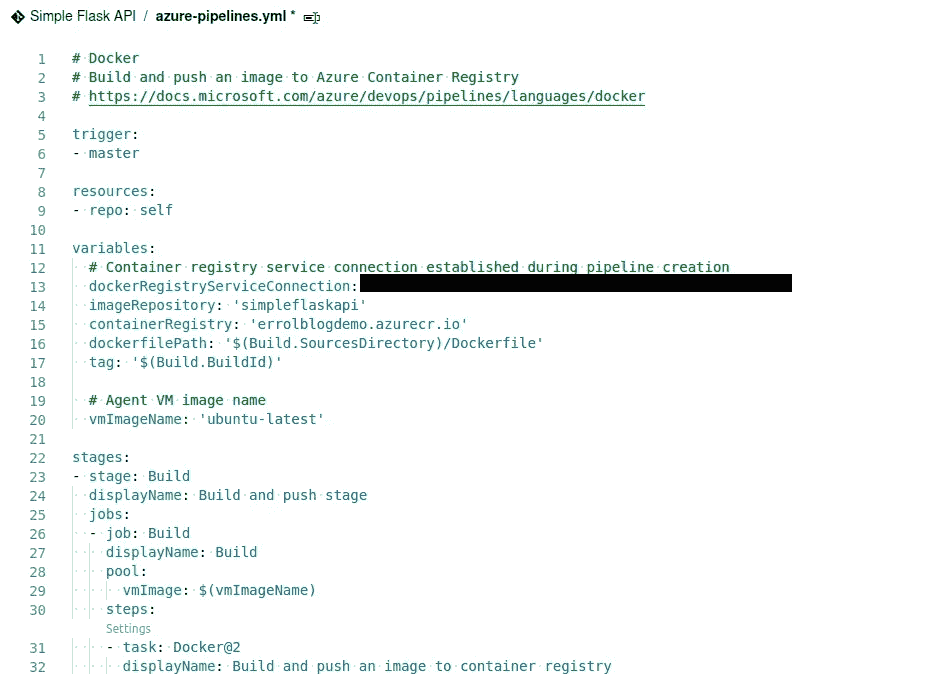 Simple Flask API / azure-pipelines.yml *
1 # Docker
2 # Build and push an image to Azure Container Registry
3 # https://docs.microsoft.com/azure/devops/pipelines/languages/docker
4
5 trigger:
6 - master
7
8 resources:
9 - repo: self
10
11 variables:
12   # Container registry service connection established during pipeline creation
13   dockerRegistryServiceConnection:
14   imageRepository: 'simpleflaskapi'
15   containerRegistry: 'errolblogdemo.azurecr.io'
16   dockerfilePath: '$(Build.SourcesDirectory)/Dockerfile'
17   tag: '$(Build.BuildId)'
18
19   # Agent VM image name
20   vmImageName: 'ubuntu-latest'
21
22 stages:
23 - stage: Build
24   displayName: Build and push stage
25   jobs:
26   - job: Build
27     displayName: Build
28     pool:
29       vmImage: $(vmImageName)
30     steps:
Settings
31     - task: Docker@2
32       displayName: Build and push an image to container registry